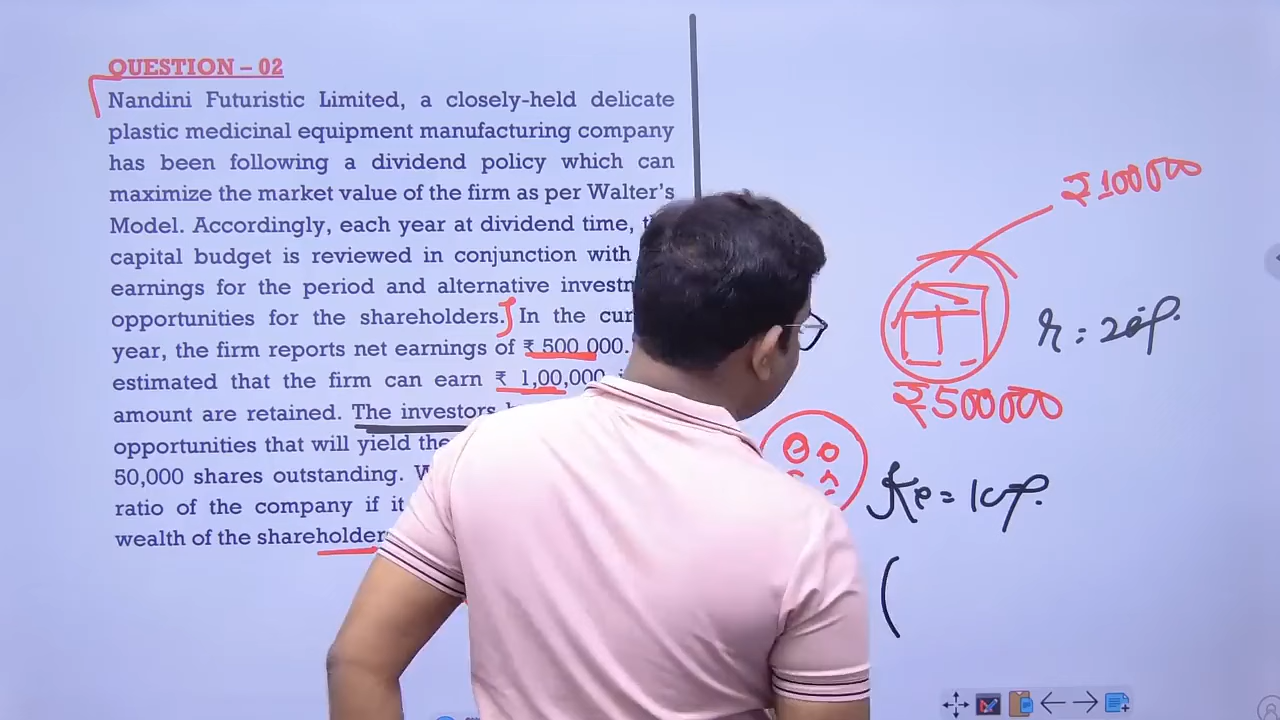 QUESTION – 02
Nandini Futuristic Limited, a closely-held delicate
plastic medicinal equipment manufacturing company
has been following a dividend policy which can
maximize the market value of the firm as per Walter's
Model. Accordingly, each year at dividend time,
capital budget is reviewed in conjunction with
earnings for the period and alternative
opportunities for the shareholders. In the
year, the firm reports net earnings of ₹ 500,000.
estimated that the firm can earn ₹ 1,00,000
amount are retained. The investors
opportunities that will yield
50,000 shares outstanding.
ratio of the company if it
wealth of the
₹100000
r = 20%
₹500000
Ke = 10%
(